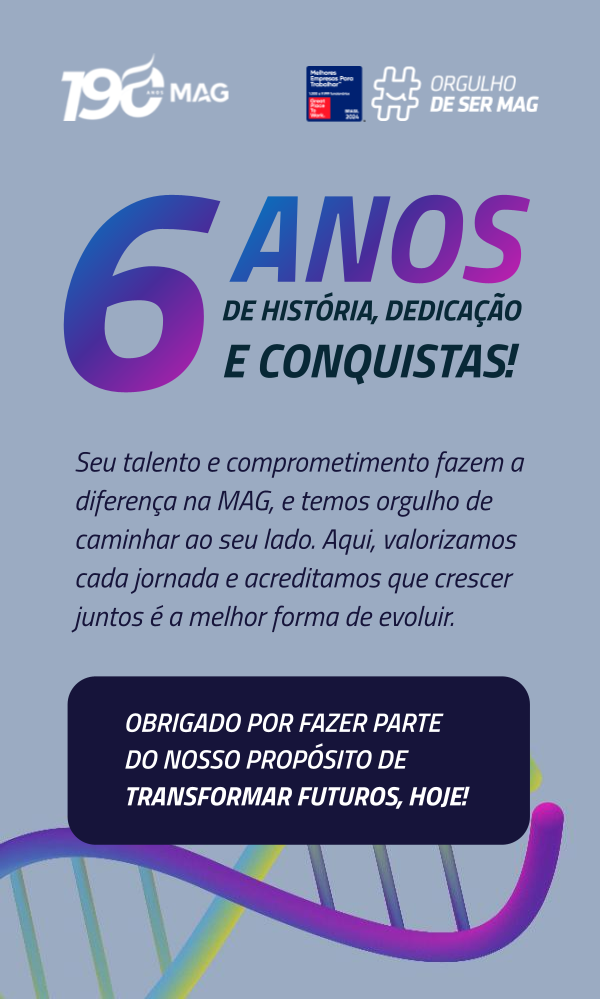 190 ANOS MAG
Melhores
Empresas Para
Trabalhar™
Great
Place
To
Work.
BRASIL
2024
ORGULHO
DE SER MAG
6 ANOS
DE HISTÓRIA, DEDICAÇÃO
E CONQUISTAS!
Seu talento e comprometimento fazem a
diferença na MAG, e temos orgulho de
caminhar ao seu lado. Aqui, valorizamos
cada jornada e acreditamos que crescer
juntos é a melhor forma de evoluir.
OBRIGADO POR FAZER PARTE
DO NOSSO PROPÓSITO DE
TRANSFORMAR FUTUROS, HOJE!